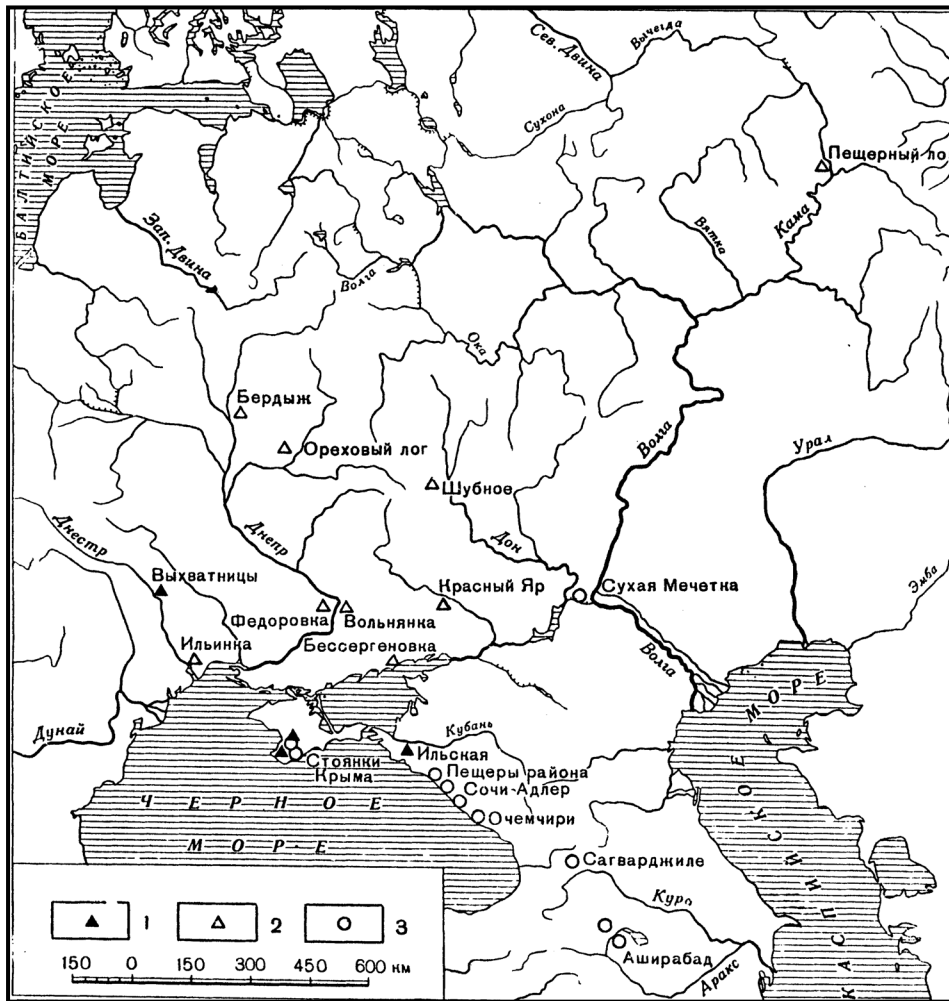 БАЛТИЙСКОЕ
МОРЕ
Сев. Двина
Вычегда
Сухона
Пещерный ло
Кама
Вятка
Зап. Двина
Волга
Ока
Бердыж
Ореховый лог
Волга
Урал
Шубное
Днестр
Днепр
Дон
Выхватницы
Красный Яр
Сухая Мечетка
Эмба
Федоровка
Вольнянка
Ильинка
Бессергеновка
Волга
Дунай
Кубань
Ильская
Стоянки
Крыма
Пещеры района
Сочи-Адлер
Очемчири
ЧЕРНОЕ
МОРЕ
КАСПИЙСКОЕ
МОРЕ
Сагварджиле
Кура
Аширабад
Аракс
1
2
3
150 0 150 300 450 600 км